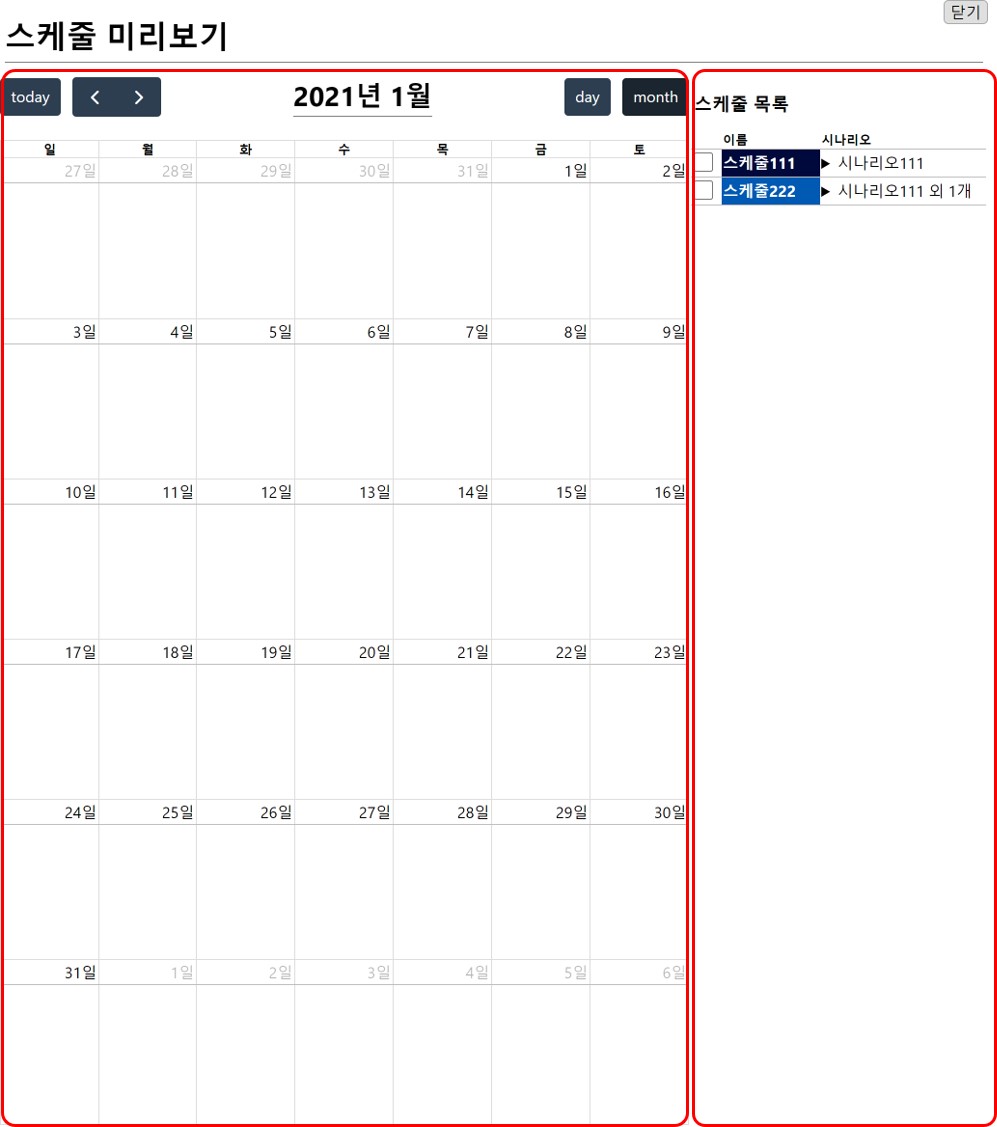 닫기
스케줄 미리보기
today 2021년 1월 day month
일 월 화 수 목 금 토
27일 28일 29일 30일 31일 1일 2일
3일 4일 5일 6일 7일 8일 9일
10일 11일 12일 13일 14일 15일 16일
17일 18일 19일 20일 21일 22일 23일
24일 25일 26일 27일 28일 29일 30일
31일 1일 2일 3일 4일 5일 6일
스케줄 목록
이름 시나리오
스케줄111 ▶ 시나리오111
스케줄222 ▶ 시나리오111 외 1개